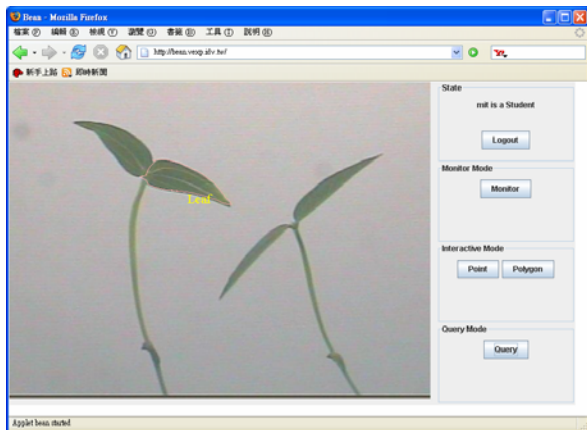 Bean - Mozilla Firefox
檔案(F) 編輯(E) 檢視(V) 瀏覽(G) 書籤(B) 工具(T) 說明(H)
http://bean.vexp.idv.tw/
新手上路 即時新聞
State
mit is a Student
Logout
Monitor Mode
Monitor
Leaf
Interactive Mode
Point Polygon
Query Mode
Query
Applet bean started